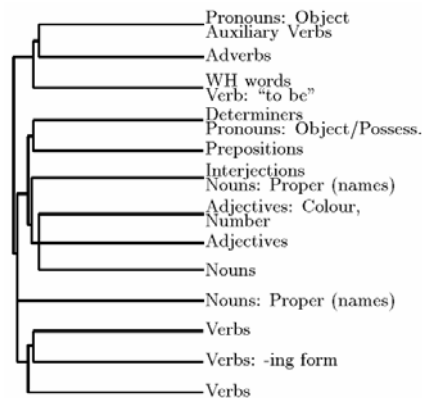 Pronouns: Object
Auxiliary Verbs
Adverbs
WH words
Verb: “to be”
Determiners
Pronouns: Object/Possess.
Prepositions
Interjections
Nouns: Proper (names)
Adjectives: Colour,
Number
Adjectives
Nouns
Nouns: Proper (names)
Verbs
Verbs: -ing form
Verbs